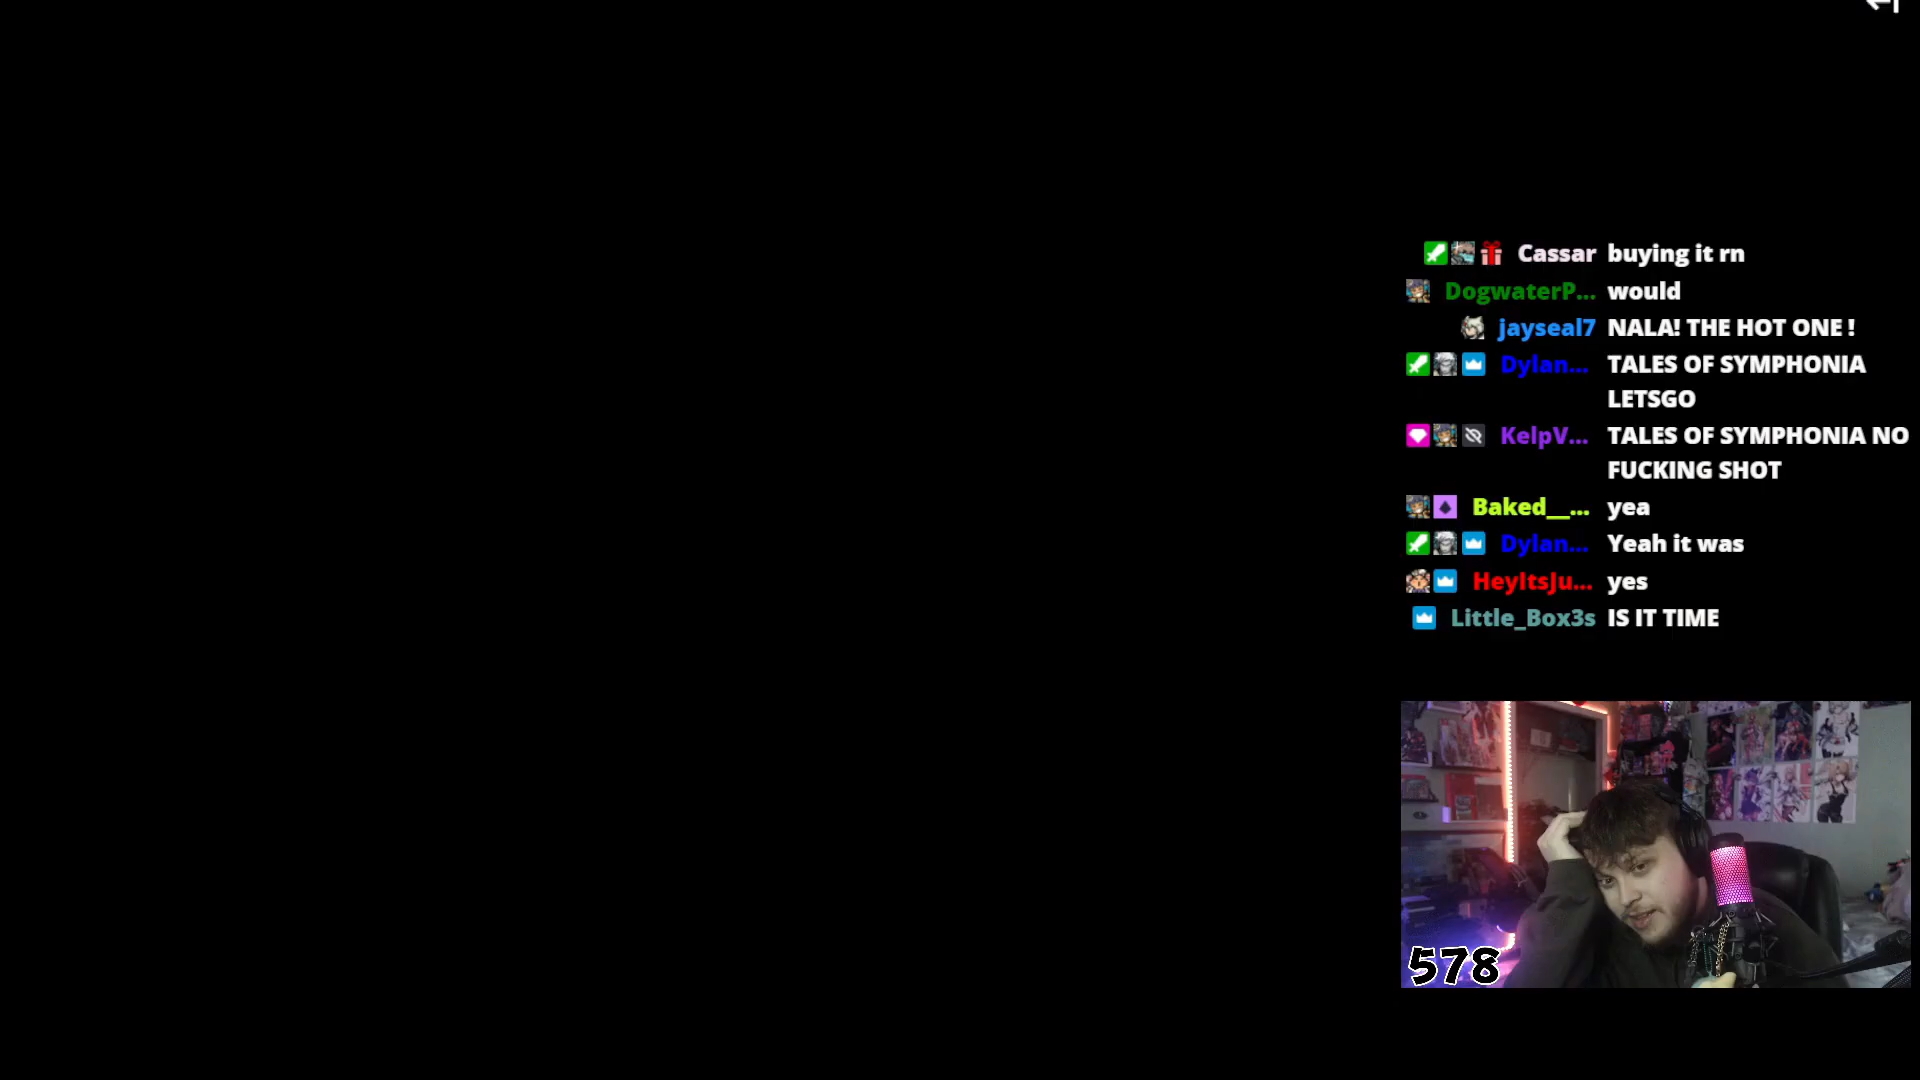 Cassar buying it rn
DogwaterP... would
jayseal7 NALA! THE HOT ONE !
Dylan... TALES OF SYMPHONIA
LETSGO
KelpV... TALES OF SYMPHONIA NO
FUCKING SHOT
Baked__... yea
Dylan... Yeah it was
HeyItsJu... yes
Little_Box3s IS IT TIME
578